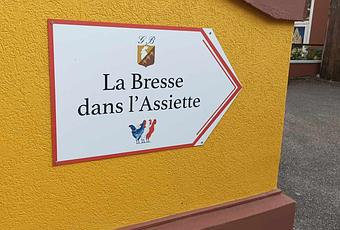 G B
La Bresse
dans l'Assiette